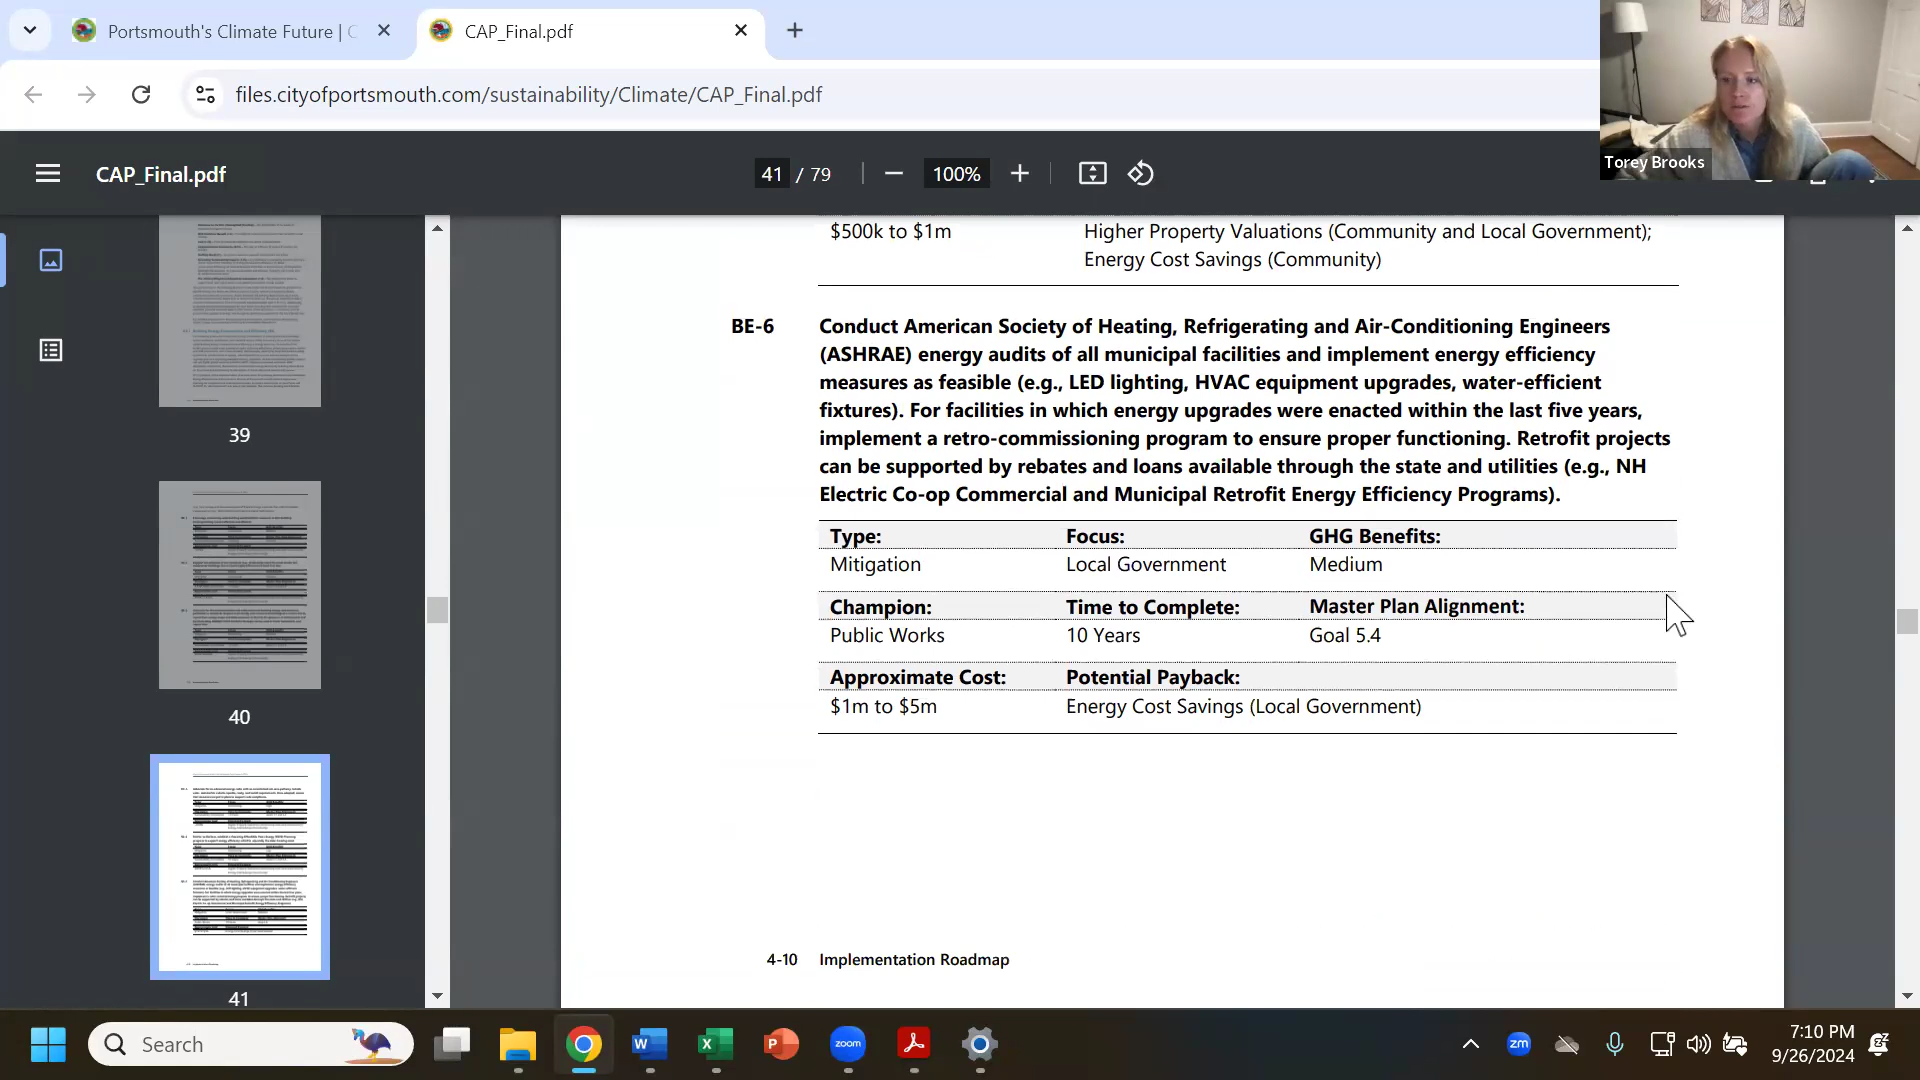 Portsmouth's Climate Future | C
CAP_Final.pdf
files.cityofportsmouth.com/sustainability/Climate/CAP_Final.pdf
Torey Brooks
CAP_Final.pdf
41 / 79
100%
39
40
41
$500k to $1m
Higher Property Valuations (Community and Local Government);
Energy Cost Savings (Community)
BE-6
Conduct American Society of Heating, Refrigerating and Air-Conditioning Engineers
(ASHRAE) energy audits of all municipal facilities and implement energy efficiency
measures as feasible (e.g., LED lighting, HVAC equipment upgrades, water-efficient
fixtures). For facilities in which energy upgrades were enacted within the last five years,
implement a retro-commissioning program to ensure proper functioning. Retrofit projects
can be supported by rebates and loans available through the state and utilities (e.g., NH
Electric Co-op Commercial and Municipal Retrofit Energy Efficiency Programs).
Type: Focus: GHG Benefits:
Mitigation Local Government Medium
Champion: Time to Complete: Master Plan Alignment:
Public Works 10 Years Goal 5.4
Approximate Cost: Potential Payback:
$1m to $5m Energy Cost Savings (Local Government)
4-10 Implementation Roadmap
Search
W
X
P
zoom
zm
7:10 PM
9/26/2024